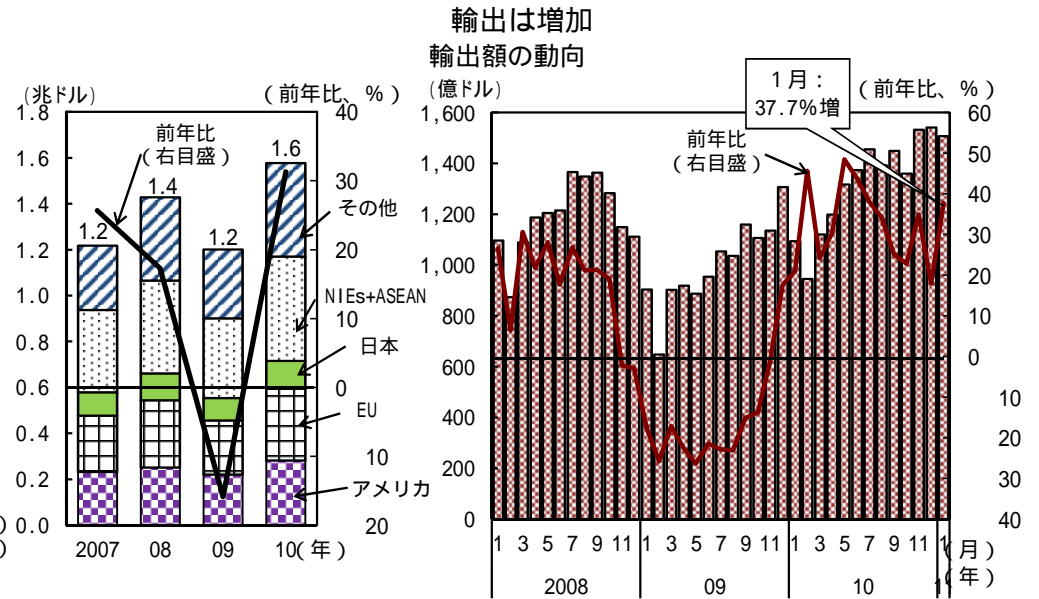 輸出は増加
輸出額の動向
(兆ドル)
(前年比、%)
1.8
1.6
1.4
1.2
1.0
0.8
0.6
0.4
0.2
0.0
40
30
20
10
0
10
20
前年比
(右目盛)
1.2
1.4
1.2
1.6
その他
NIEs+ASEAN
日本
EU
アメリカ
2007 08 09 10(年)
(億ドル)
(前年比、%)
1,600
1,400
1,200
1,000
800
600
400
200
0
60
50
40
30
20
10
0
10
20
30
40
1月:
37.7%増
前年比
(右目盛)
1 3 5 7 9 11 1 3 5 7 9 11 1 3 5 7 9 11 1 (月)
2008 09 10 (年)